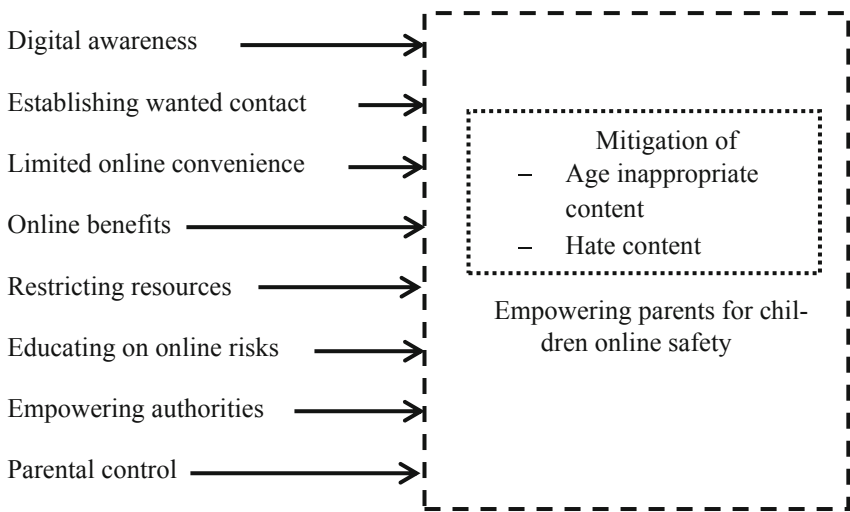 Digital awareness
Establishing wanted contact
Limited online convenience
Online benefits
Restricting resources
Educating on online risks
Empowering authorities
Parental control
Mitigation of
– Age inappropriate
content
– Hate content
Empowering parents for chil-
dren online safety